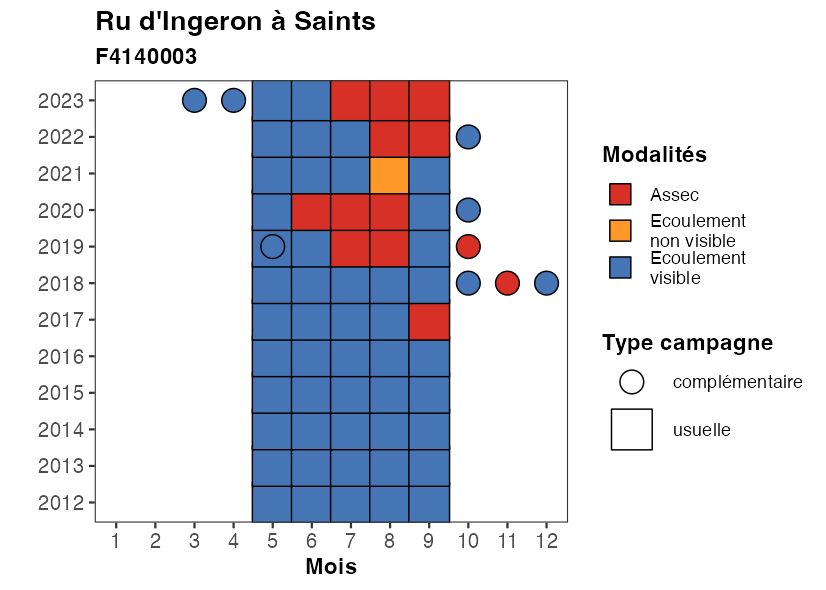 Ru d'Ingeron à Saints
F4140003
2023
2022
2021
2020
2019
2018
2017
2016
2015
2014
2013
2012
1 2 3 4 5 6 7 8 9 10 11 12
Mois
Modalités
Assec
Ecoulement
non visible
Ecoulement
visible
Type campagne
complémentaire
usuelle